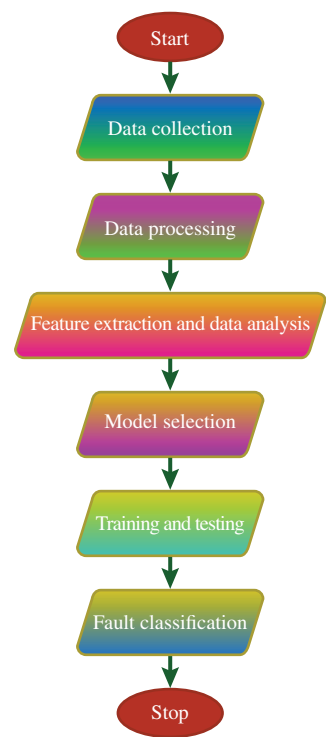 Start
Data collection
Data processing
Feature extraction and data analysis
Model selection
Training and testing
Fault classification
Stop